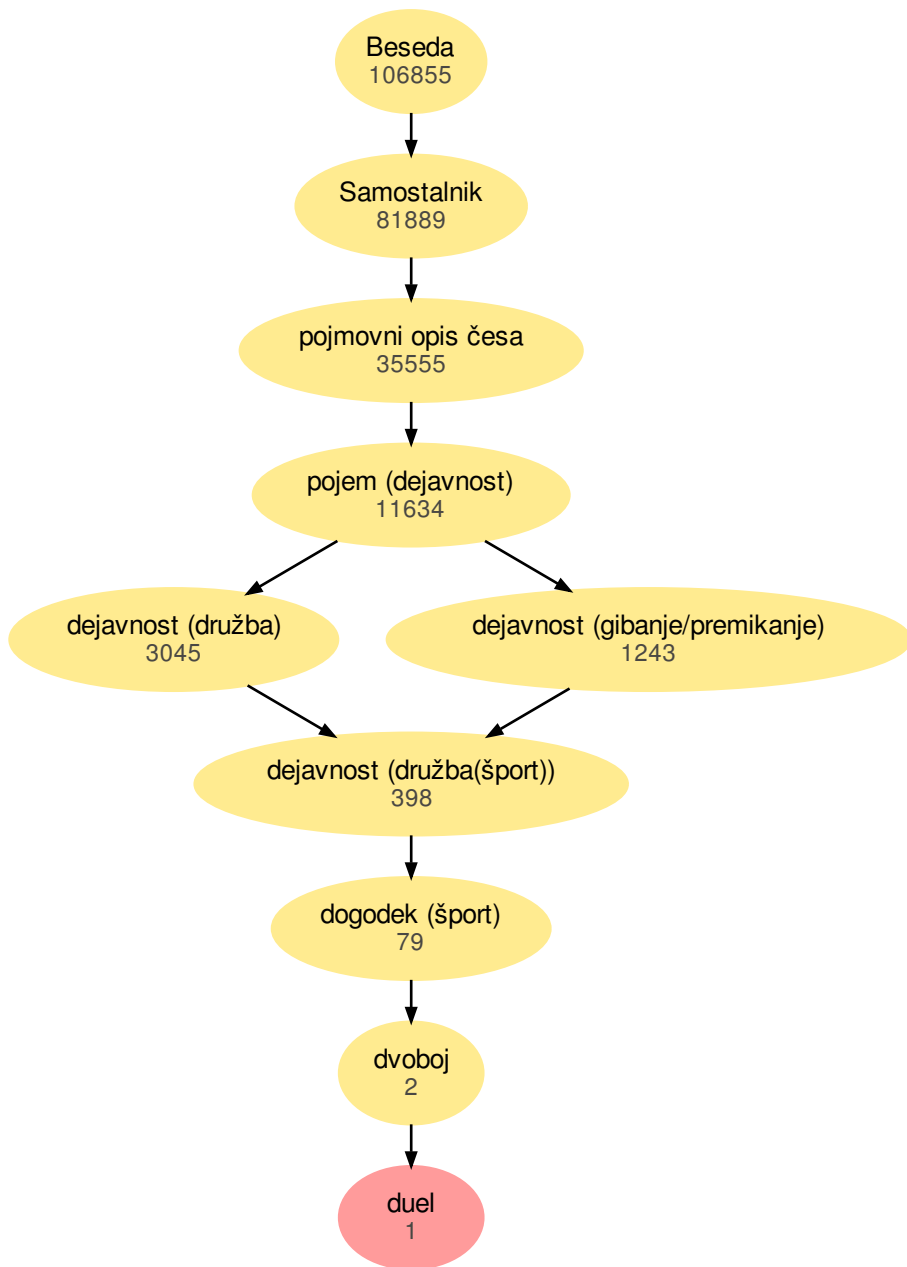 Beseda
106855
Samostalnik
81889
pojmovni opis česa
35555
pojem (dejavnost)
11634
dejavnost (družba)
3045
dejavnost (gibanje/premikanje)
1243
dejavnost (družba(šport))
398
dogodek (šport)
79
dvoboj
2
duel
1